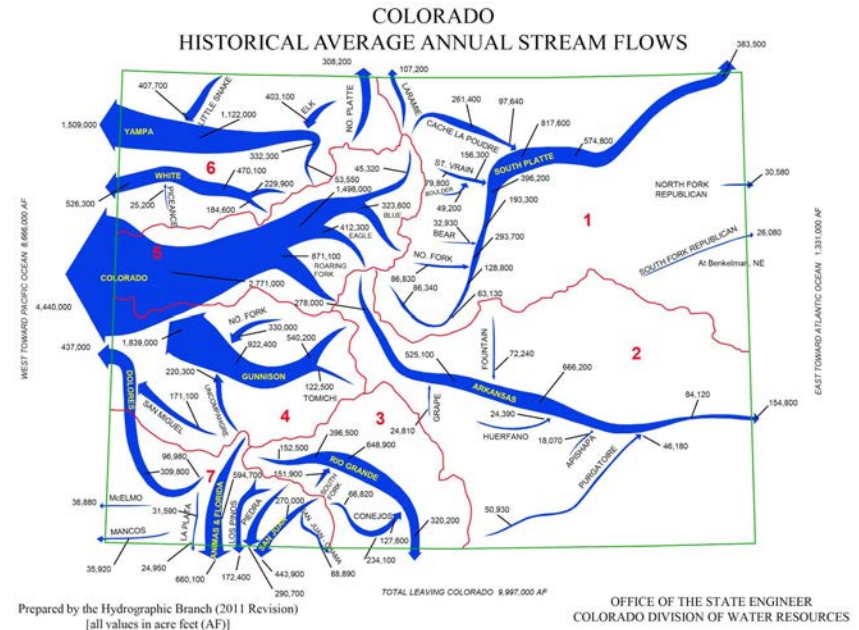 COLORADO
HISTORICAL AVERAGE ANNUAL STREAM FLOWS
383,500
308,200
107,200
407,700
LITTLE SNAKE
403,100
ELK
NO. PLATTE
LARAMIE
261,400
97,640
CACHE LA POUDRE
817,600
1,509,000
YAMPA
1,122,000
574,800
332,300
6
45,320
ST. VRAIN
156,300
SOUTH PLATTE
WHITE
470,100
53,550
1,498,000
79,800
BOULDER
396,200
NORTH FORK
REPUBLICAN
30,580
526,300
PICEANCE
25,200
229,900
184,600
323,600
BLUE
49,200
193,300
1
412,300
EAGLE
32,930
BEAR
SOUTH FORK REPUBLICAN
26,080
At Benkelman, NE
5
871,100
ROARING
FORK
NO. FORK
293,700
COLORADO
2,771,000
86,830
86,340
128,800
278,000
63,130
4,440,000
NO. FORK
330,000
1,839,000
922,400
540,200
FOUNTAIN
2
437,000
525,100
72,240
220,300
GUNNISON
666,200
DOLORES
122,500
TOMICHI
ARKANSAS
171,100
SAN MIGUEL
UNCOMPAHGRE
4
3
GRAPE
24,390
84,120
154,800
24,810
HUERFANO
18,070
APISHAPA
46,180
396,500
648,900
152,500
PURGATOIRE
96,980
7
309,800
594,700
151,900
RIO GRANDE
SOUTH
FORK
36,880
McELMO
31,590
LA PLATA
ANIMAS & FLORIDA
LOS PINOS
PIEDRA
270,000
SAN JUAN
66,820
CONEJOS
50,930
320,200
MANCOS
SAN JUAN-CHAMA
127,600
35,920
24,950
234,100
660,100
172,400
443,900
88,890
290,700
WEST TOWARD PACIFIC OCEAN 8,666,000 AF
EAST TOWARD ATLANTIC OCEAN 1,331,000 AF
TOTAL LEAVING COLORADO 9,997,000 AF
Prepared by the Hydrographic Branch (2011 Revision)
[all values in acre feet (AF)]
OFFICE OF THE STATE ENGINEER
COLORADO DIVISION OF WATER RESOURCES